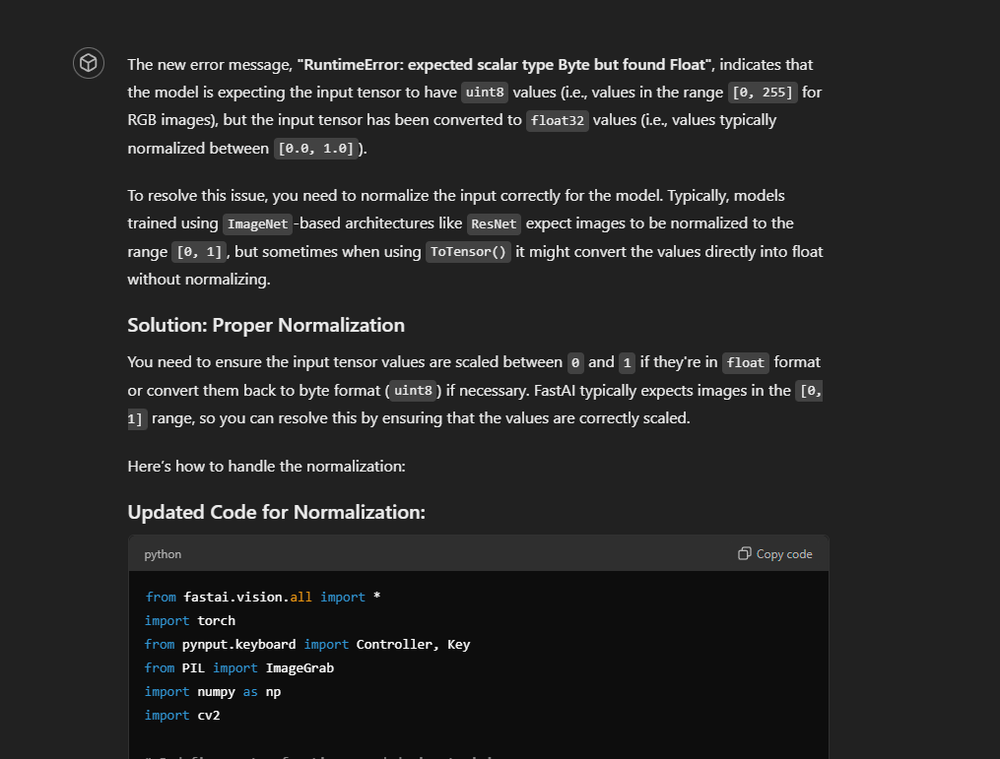 The new error message, "RuntimeError: expected scalar type Byte but found Float", indicates that
the model is expecting the input tensor to have uint8 values (i.e., values in the range [0, 255] for
RGB images), but the input tensor has been converted to float32 values (i.e., values typically
normalized between [0.0, 1.0]).
To resolve this issue, you need to normalize the input correctly for the model. Typically, models
trained using ImageNet-based architectures like ResNet expect images to be normalized to the
range [0, 1], but sometimes when using ToTensor() it might convert the values directly into float
without normalizing.
Solution: Proper Normalization
You need to ensure the input tensor values are scaled between 0 and 1 if they're in float format
or convert them back to byte format (uint8) if necessary. FastAI typically expects images in the [0,
1] range, so you can resolve this by ensuring that the values are correctly scaled.
Here's how to handle the normalization:
Updated Code for Normalization:
python
Copy code
from fastai.vision.all import *
import torch
from pynput.keyboard import Controller, Key
from PIL import ImageGrab
import numpy as np
import cv2